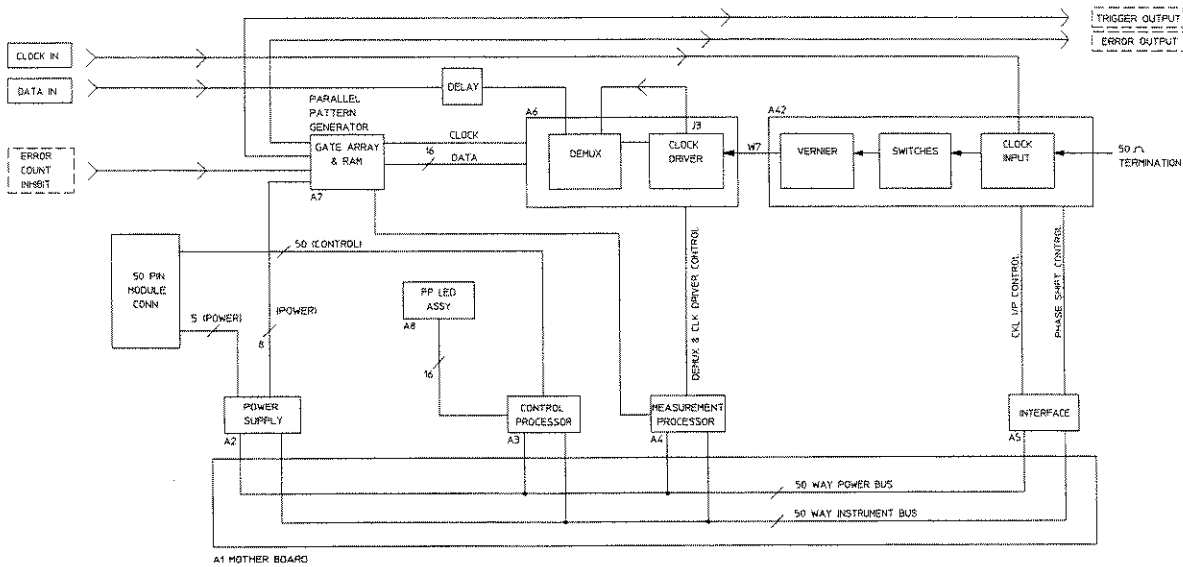 TRIGGER OUTPUT
ERROR OUTPUT
CLOCK IN
DATA IN
DELAY
PARALLEL
PATTERN
GENERATOR
GATE ARRAY
& RAM
A7
ERROR
COUNT
INHIBIT
CLOCK
16
DATA
A6
DEMUX
J3
CLOCK
DRIVER
W7
A42
VERNIER
SWITCHES
CLOCK
INPUT
50 Ω
TERMINATION
50 PIN
MODULE
CONN
50 (CONTROL)
5 (POWER)
(POWER)
8
PP LED
ASSY
A8
16
DEMUX & CLK DRIVER CONTROL
CKL I/P CONTROL
PHASE SHIFT CONTROL
POWER
SUPPLY
A2
CONTROL
PROCESSOR
A3
MEASUREMENT
PROCESSOR
A4
INTERFACE
A5
50 WAY POWER BUS
50 WAY INSTRUMENT BUS
A1 MOTHER BOARD